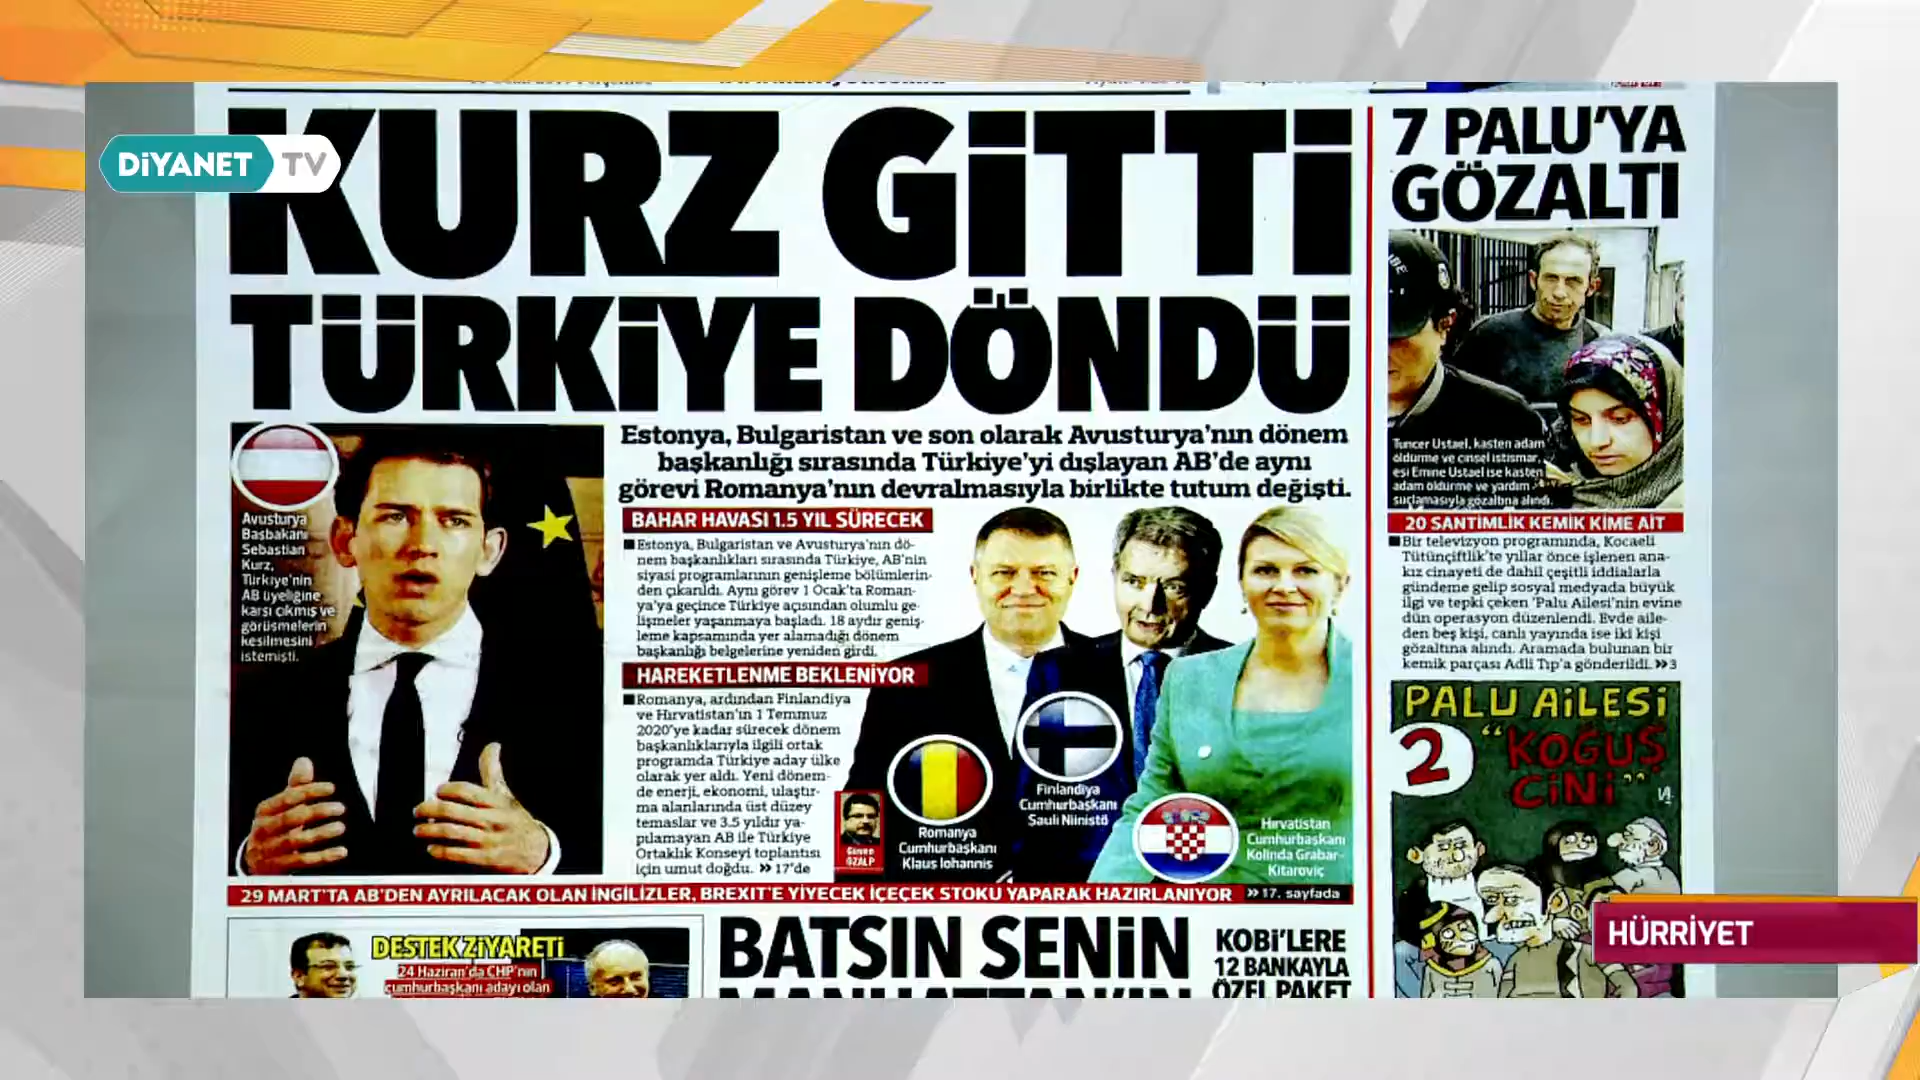 DİYANET TV
KURZ GİTTİ
TÜRKİYE DÖNDÜ
Estonya, Bulgaristan ve son olarak Avusturya'nın dönem
başkanlığı sırasında Türkiye'yi dışlayan AB'de aynı
görevi Romanya'nın devralmasıyla birlikte tutum değişti.
Avusturya
Başbakanı
Sebastian
Kurz,
Türkiye'nin
AB üyeliğine
karşı çıkmış ve
görüşmelerin
kesilmesini
istemişti.
BAHAR HAVASI 1.5 YIL SÜRECEK
Estonya, Bulgaristan ve Avusturya'nın dö-
nem başkanlıkları sırasında Türkiye, AB'nin
siyasi programlarının genişleme bölümlerin-
den çıkarıldı. Aynı görev 1 Ocak'ta Roman-
ya'ya geçince Türkiye açısından olumlu ge-
lişmeler yaşanmaya başladı. 18 aydır geniş-
leme kapsamında yer alamadığı dönem
başkanlığı belgelerine yeniden girdi.
HAREKETLENME BEKLENİYOR
Romanya, ardından Finlandiya
ve Hırvatistan'ın 1 Temmuz
2020'ye kadar sürecek dönem
başkanlıklarıyla ilgili ortak
programda Türkiye aday ülke
olarak yer aldı. Yeni dönem-
de enerji, ekonomi, ulaştır-
ma alanlarında üst düzey
temaslar ve 3.5 yıldır ya-
pılamayan AB ile Türkiye
Ortaklık Konseyi toplantısı
için umut doğdu. »17'de
Güven
ÖZALP
Romanya
Cumhurbaşkanı
Klaus Iohannis
Finlandiya
Cumhurbaşkanı
Sauli Niinistö
Hırvatistan
Cumhurbaşkanı
Kolinda Grabar-
Kitaroviç
29 MART'TA AB'DEN AYRILACAK OLAN İNGİLİZLER, BREXIT'E YİYECEK İÇEÇEK STOKU YAPARAK HAZIRLANIYOR »17. sayfada
DESTEK ZİYARETİ
24 Haziran'da CHP'nin
cumhurbaşkanı adayı olan
BATSIN SENİN
KOBİ'LERE
12 BANKAYLA
ÖZEL PAKET
7 PALU'YA
GÖZALTI
Tuncer Ustael, kasten adam
öldürme ve cinsel istismar,
eşi Emine Ustael ise kasten
adam öldürme ve yardım
suçlamasıyla gözaltına alındı.
20 SANTİMLİK KEMİK KİME AİT
Bir televizyon programında, Kocaeli
Tütünçiftlik'te yıllar önce işlenen ana-
kız cinayeti de dahil çeşitli iddialarla
gündeme gelip sosyal medyada büyük
ilgi ve tepki çeken 'Palu Ailesi'nin evine
dün operasyon düzenlendi. Evde aile-
den beş kişi, canlı yayında ise iki kişi
gözaltına alındı. Aramada bulunan bir
kemik parçası Adli Tıp'a gönderildi. »3
PALU AİLESİ
2 "KOĞUŞ
CİNİ"
HÜRRİYET